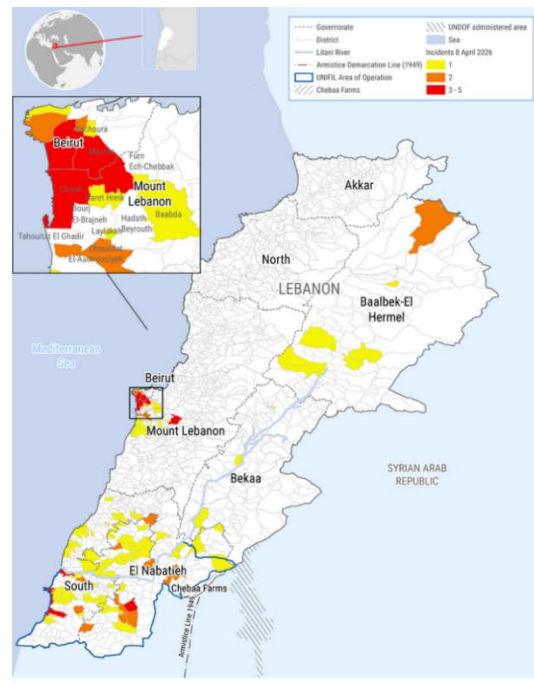 Governorate
District
Litani River
Armistice Demarcation Line (1949)
UNIFIL Area of Operation
Chebaa Farms
UNDOF administered area
Sea
Incidents 8 April 2026
1
2
3 - 5
Beirut
Furn
Ech-Chebbak
Mount
Lebanon
Baabda
Haret Hreik
Bourj
El-Brajneh
Hadath
Beyrouth
Tahouitat El Ghadir
Akkar
North
LEBANON
Baalbek-El
Hermel
Mediterranean
Sea
Beirut
Mount Lebanon
Bekaa
SYRIAN ARAB
REPUBLIC
El Nabatieh
South
Chebaa Farms
Armistice Line 1949